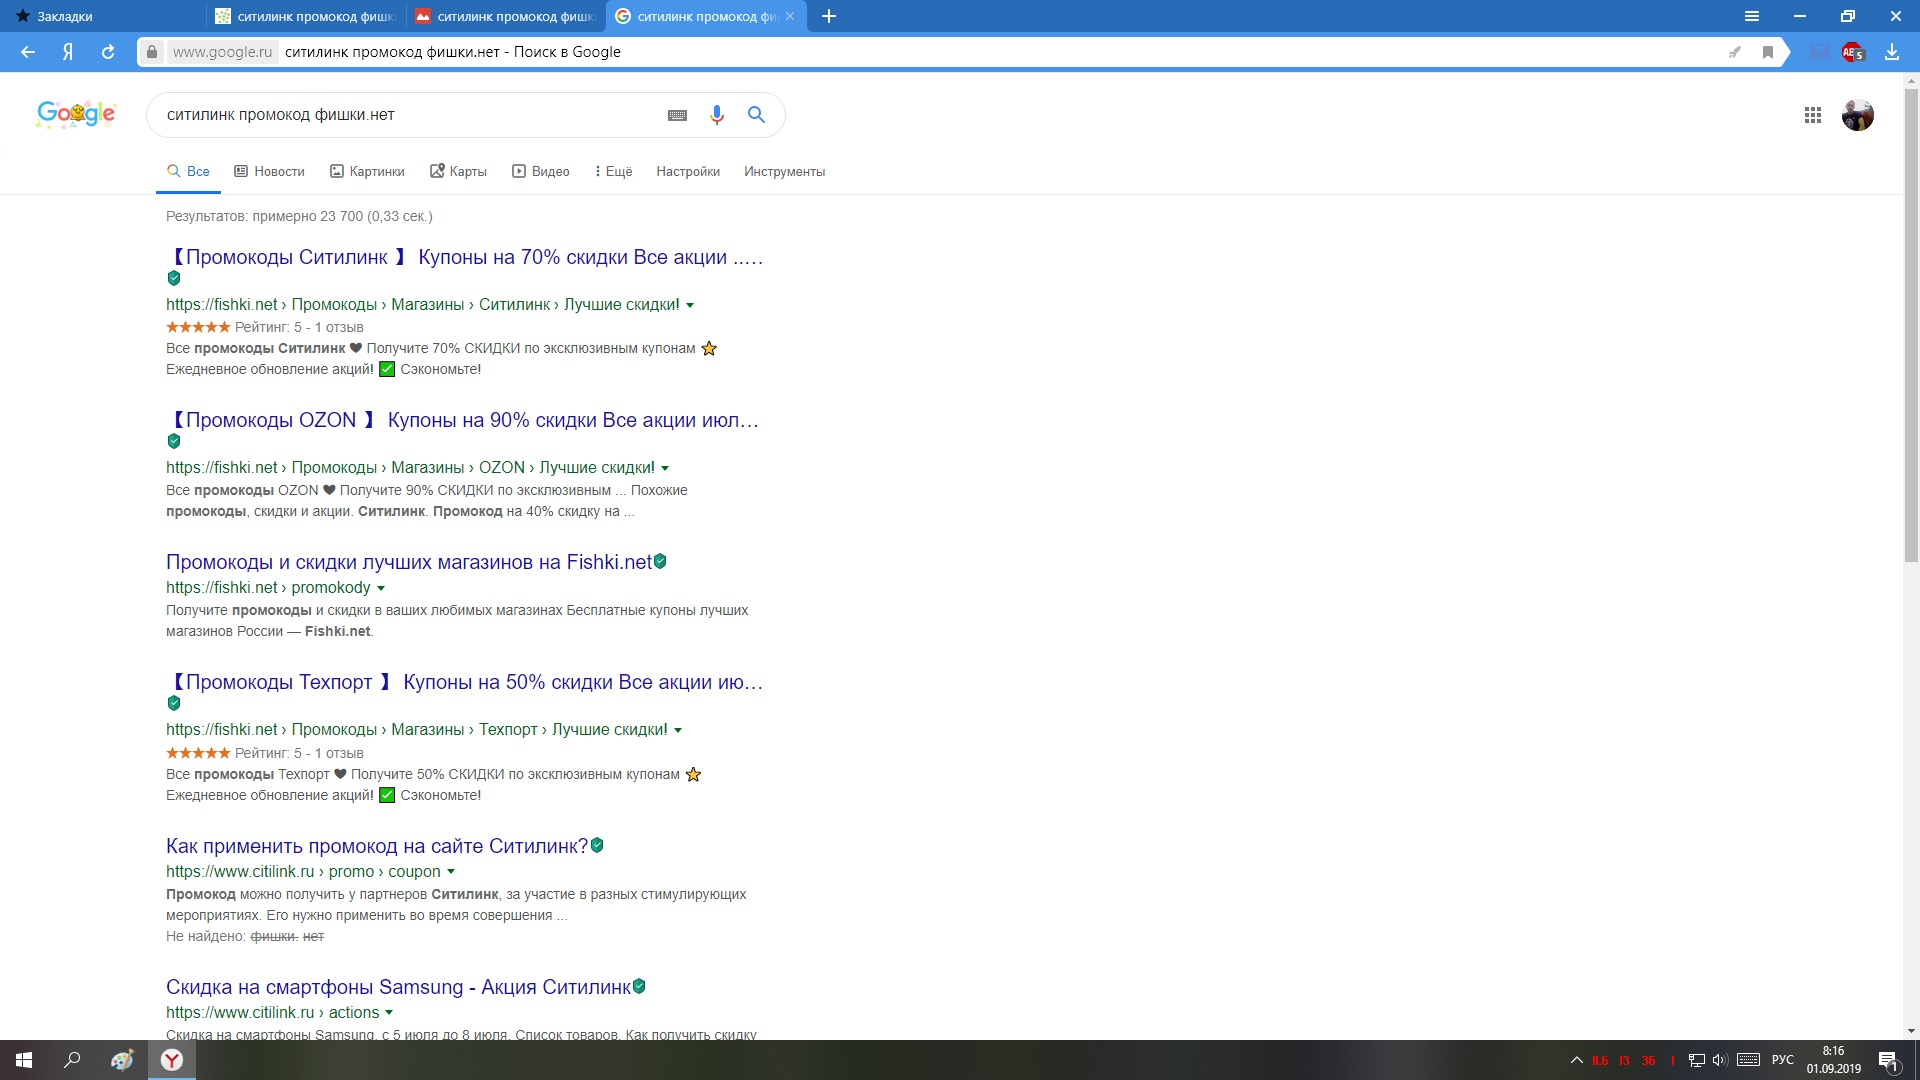 Закладки
ситилинк промокод фишк
ситилинк промокод фишк
ситилинк промокод фи
www.google.ru ситилинк промокод фишки.нет - Поиск в Google
Google
ситилинк промокод фишки.нет
Все Новости Картинки Карты Видео Ещё Настройки Инструменты
Результатов: примерно 23 700 (0,33 сек.)
【Промокоды Ситилинк 】 Купоны на 70% скидки Все акции ..…
https://fishki.net › Промокоды › Магазины › Ситилинк › Лучшие скидки!
★★★★★ Рейтинг: 5 - 1 отзыв
Все промокоды Ситилинк ❤ Получите 70% СКИДКИ по эксклюзивным купонам ⭐
Ежедневное обновление акций! ✅ Сэкономьте!
【Промокоды OZON 】 Купоны на 90% скидки Все акции июл…
https://fishki.net › Промокоды › Магазины › OZON › Лучшие скидки!
Все промокоды OZON ❤ Получите 90% СКИДКИ по эксклюзивным ... Похожие
промокоды, скидки и акции. Ситилинк. Промокод на 40% скидку на ...
Промокоды и скидки лучших магазинов на Fishki.net
https://fishki.net › promokody
Получите промокоды и скидки в ваших любимых магазинах Бесплатные купоны лучших
магазинов России — Fishki.net.
【Промокоды Техпорт 】 Купоны на 50% скидки Все акции ию…
https://fishki.net › Промокоды › Магазины › Техпорт › Лучшие скидки!
★★★★★ Рейтинг: 5 - 1 отзыв
Все промокоды Техпорт ❤ Получите 50% СКИДКИ по эксклюзивным купонам ⭐
Ежедневное обновление акций! ✅ Сэкономьте!
Как применить промокод на сайте Ситилинк?
https://www.citilink.ru › promo › coupon
Промокод можно получить у партнеров Ситилинк, за участие в разных стимулирующих
мероприятиях. Его нужно применить во время совершения ...
Не найдено: фишки. нет
Скидка на смартфоны Samsung - Акция Ситилинк
https://www.citilink.ru › actions
Скидка на смартфоны Samsung. с 5 июля до 8 июля. Список товаров. Как получить скидку
РУС
8:16
01.09.2019
1